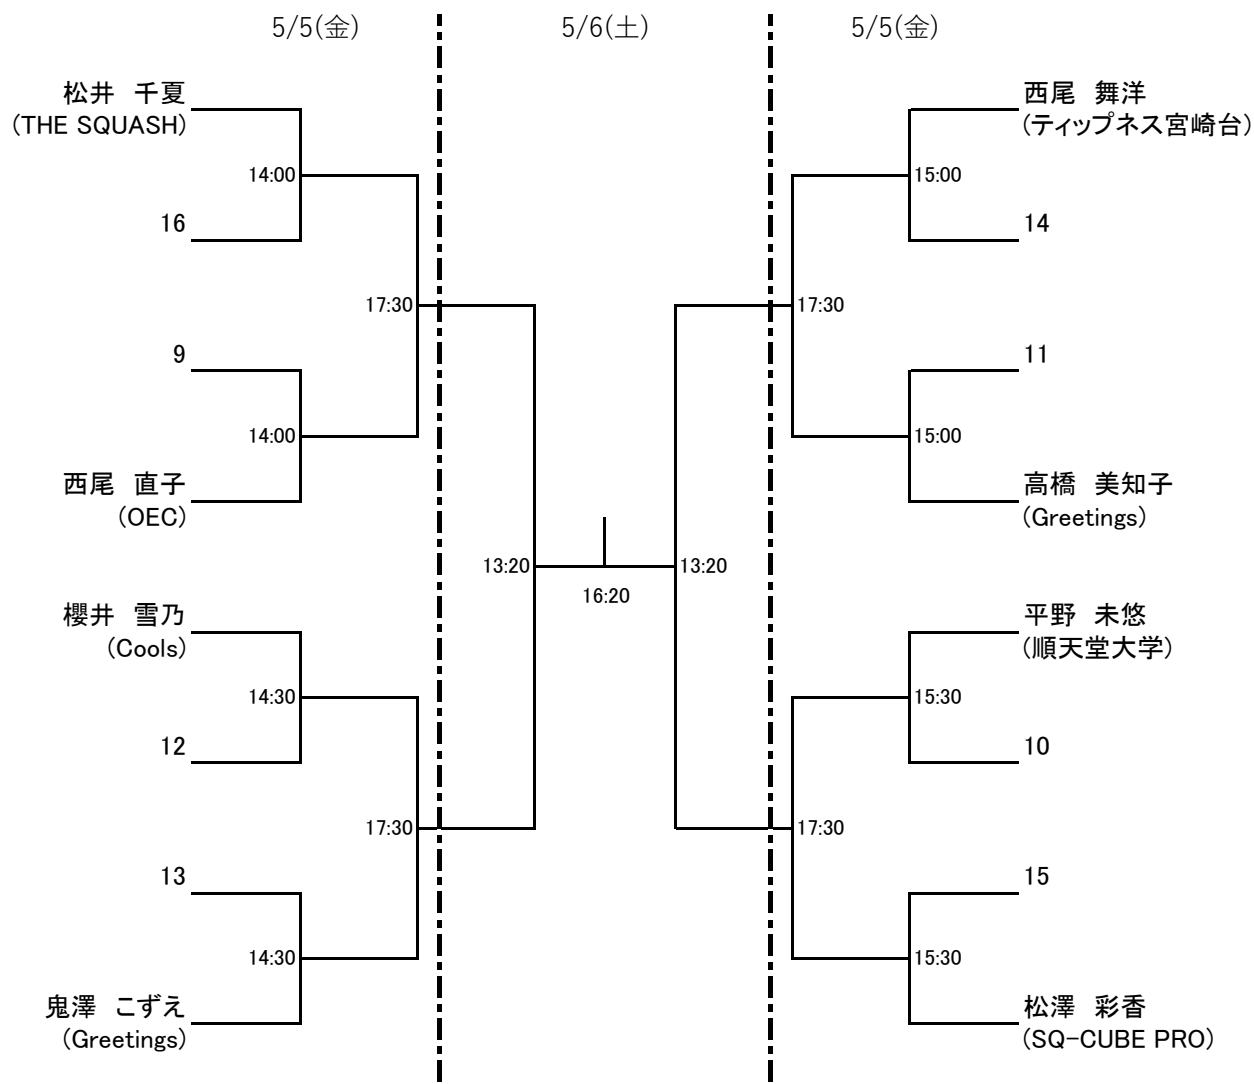 5/5(金)
5/6(土)
5/5(金)
松井　千夏
(THE SQUASH)
14:00
16
17:30
9
14:00
西尾　直子
(OEC)
櫻井　雪乃
(Cools)
14:30
12
17:30
13
14:30
鬼澤　こずえ
(Greetings)
13:20
16:20
13:20
西尾　舞洋
(ティップネス宮崎台)
15:00
14
17:30
11
15:00
高橋　美知子
(Greetings)
平野　未悠
(順天堂大学)
15:30
10
17:30
15
15:30
松澤　彩香
(SQ-CUBE PRO)